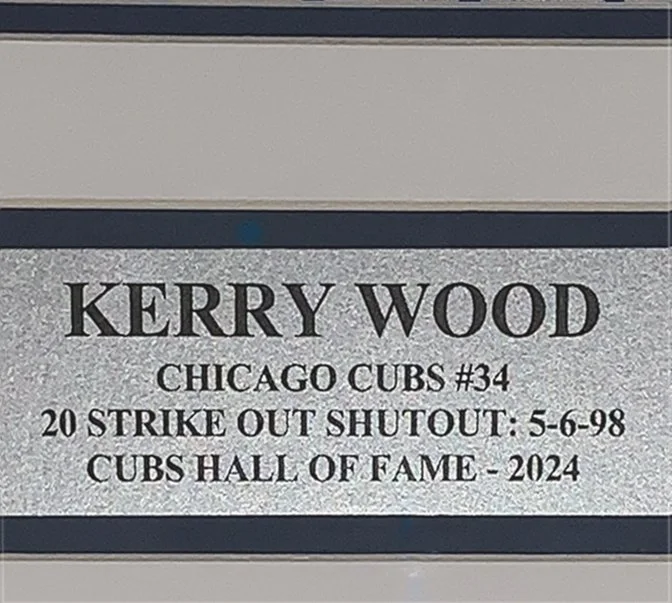 KERRY WOOD
CHICAGO CUBS #34
20 STRIKE OUT SHUTOUT: 5-6-98
CUBS HALL OF FAME - 2024